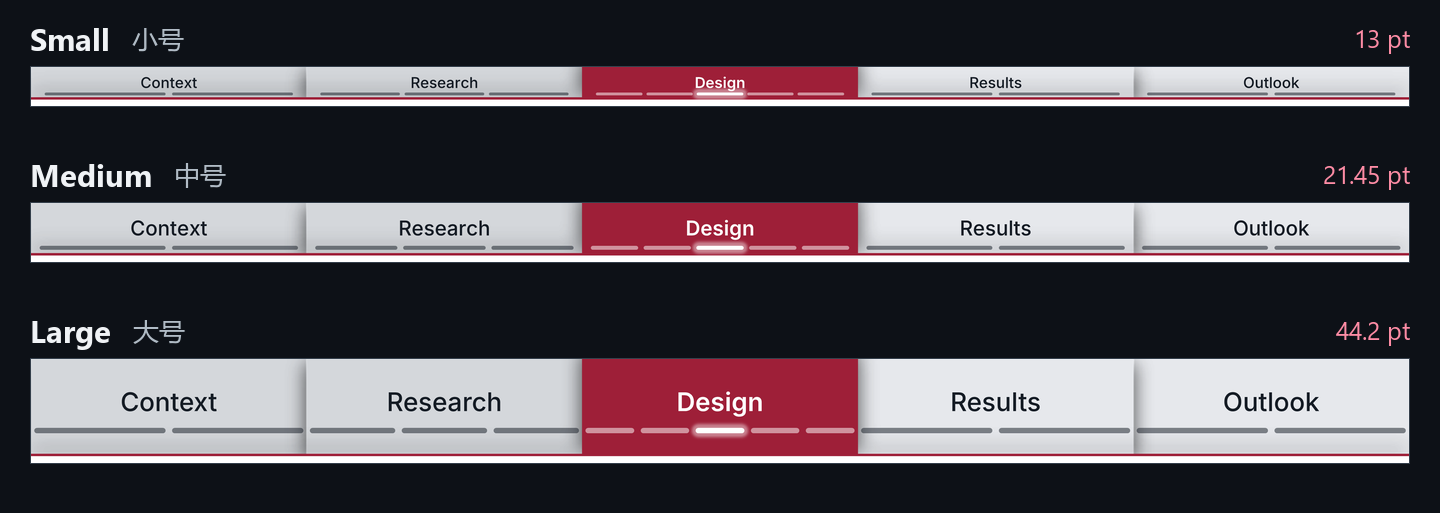 Small 小号 13 pt
Context Research Design Results Outlook
Medium 中号 21.45 pt
Context Research Design Results Outlook
Large 大号 44.2 pt
Context Research Design Results Outlook